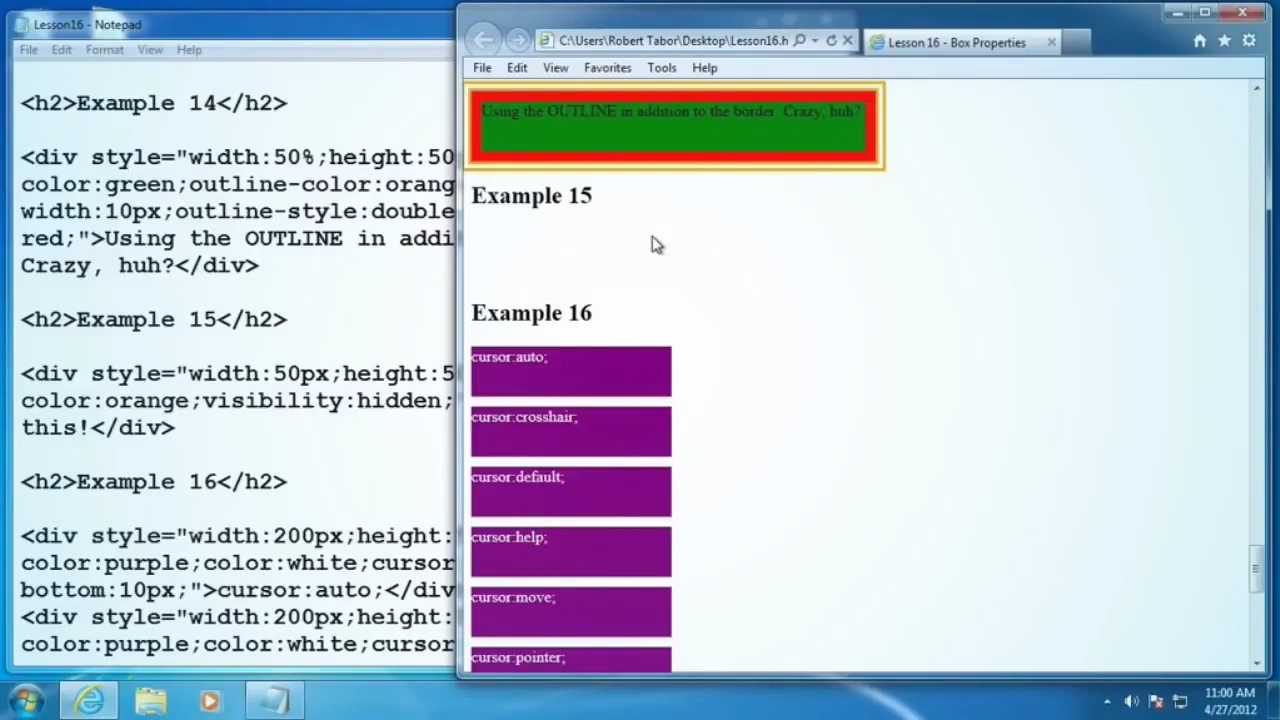 Lesson16 - Notepad
File Edit Format View Help
<h2>Example 14</h2>
<div style="width:50%;height:50
color:green;outline-color:orang
width:10px;outline-style:double
red;">Using the OUTLINE in addi
Crazy, huh?</div>
<h2>Example 15</h2>
<div style="width:50px;height:5
color:orange;visibility:hidden;
this!</div>
<h2>Example 16</h2>
<div style="width:200px;height:
color:purple;color:white;cursor
bottom:10px;">cursor:auto;</div
<div style="width:200px;height:
color:purple;color:white;cursor
C:\Users\Robert Tabor\Desktop\Lesson16.h
Lesson 16 - Box Properties
File Edit View Favorites Tools Help
Using the OUTLINE in addition to the border. Crazy, huh?
Example 15
Example 16
cursor:auto;
cursor:crosshair;
cursor:default;
cursor:help;
cursor:move;
cursor:pointer;
11:00 AM
4/27/2012